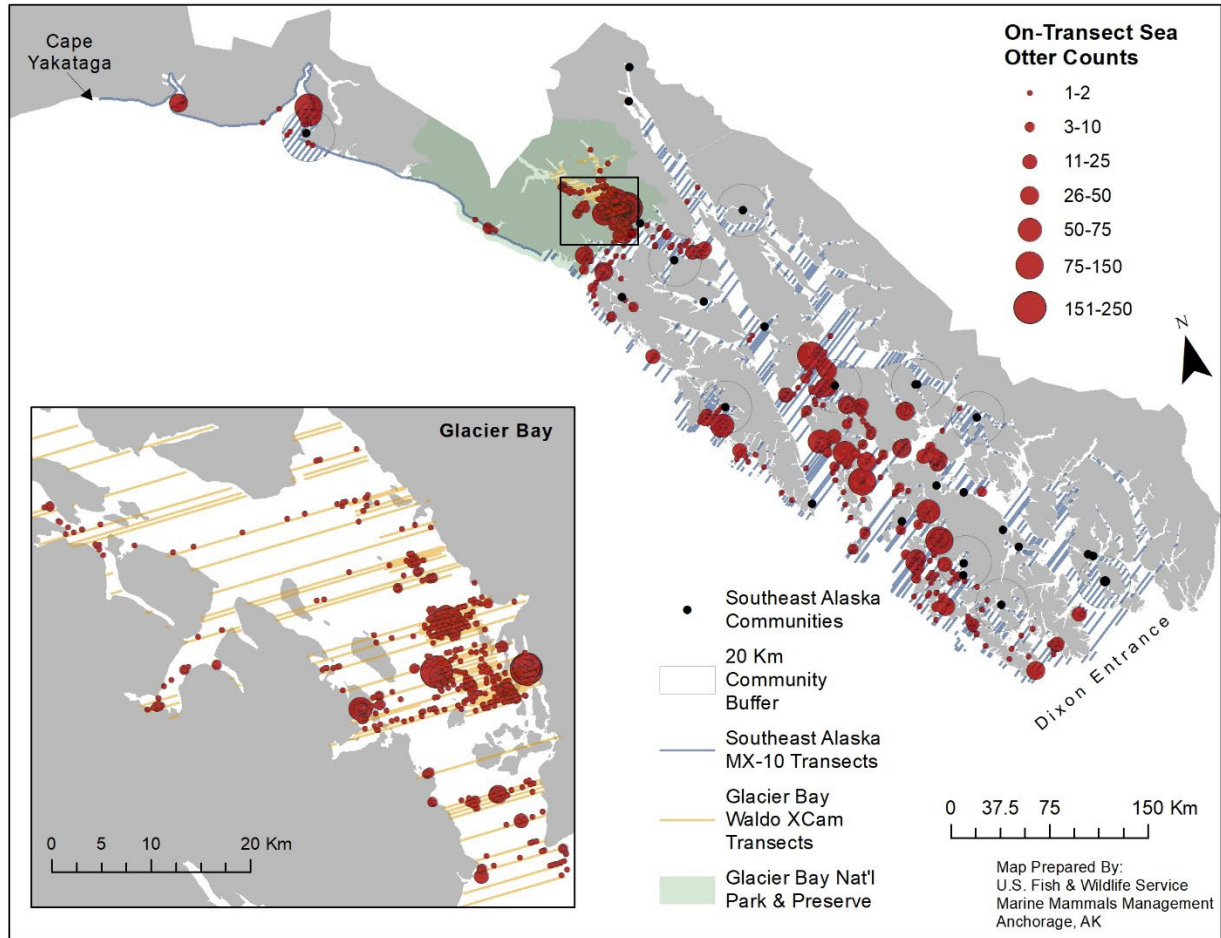 Cape
Yakataga
On-Transect Sea
Otter Counts
1-2
3-10
11-25
26-50
50-75
75-150
151-250
N
Glacier Bay
0 10 20 Km
5 15
Dixon Entrance
Southeast Alaska
Communities
20 Km
Community
Buffer
Southeast Alaska
MX-10 Transects
Glacier Bay
Waldo XCam
Transects
Glacier Bay Nat'l
Park & Preserve
0 37.5 75 150 Km
Map Prepared By:
U.S. Fish & Wildlife Service
Marine Mammals Management
Anchorage, AK